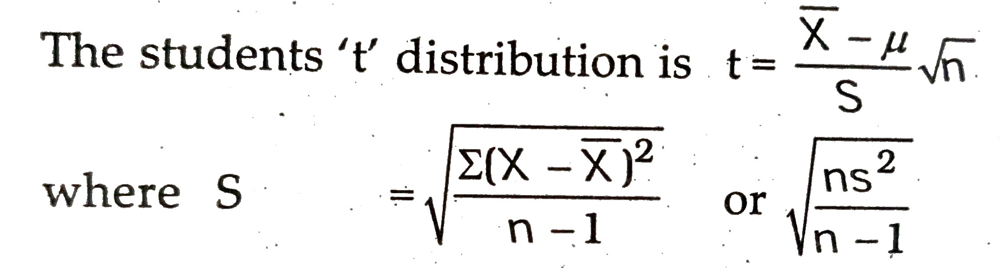 The students 't' distribution is t = (X̄ – μ)/S √n
where S = √(Σ(X – X̄)²/(n – 1)) or √(ns²/(n – 1))